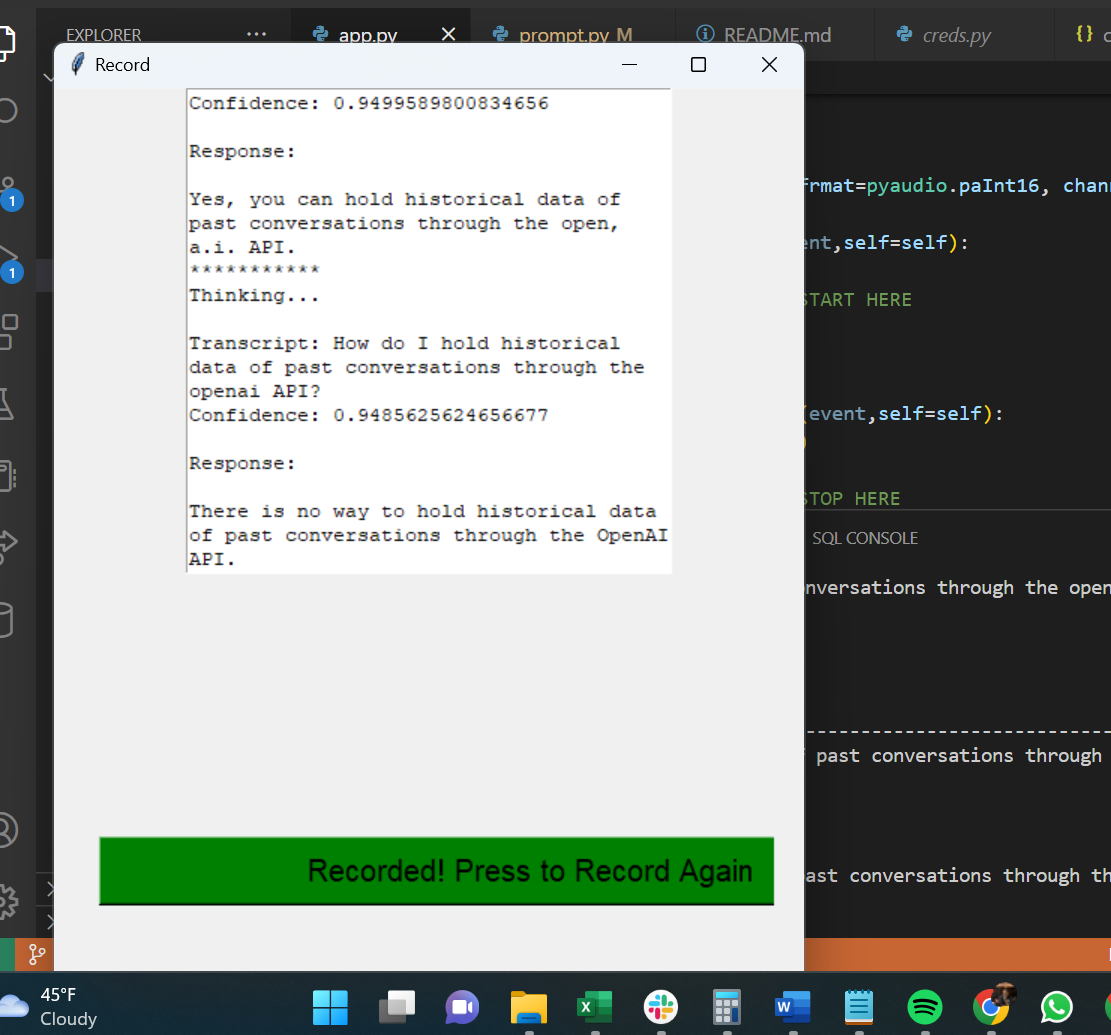 EXPLORER ... app.py prompt.py M README.md creds.py {}
Record
Confidence: 0.9499589800834656
Response:
Yes, you can hold historical data of
past conversations through the open,
a.i. API.
***********
Thinking...
Transcript: How do I hold historical
data of past conversations through the
openai API?
Confidence: 0.9485625624656677
Response:
There is no way to hold historical data
of past conversations through the OpenAI
API.
Recorded! Press to Record Again
frmat=pyaudio.paInt16, chan
ent,self=self):
START HERE
(event,self=self):
)
STOP HERE
SQL CONSOLE
nversations through the open
----------------------------
past conversations through
ast conversations through th
1
1
45°F
Cloudy